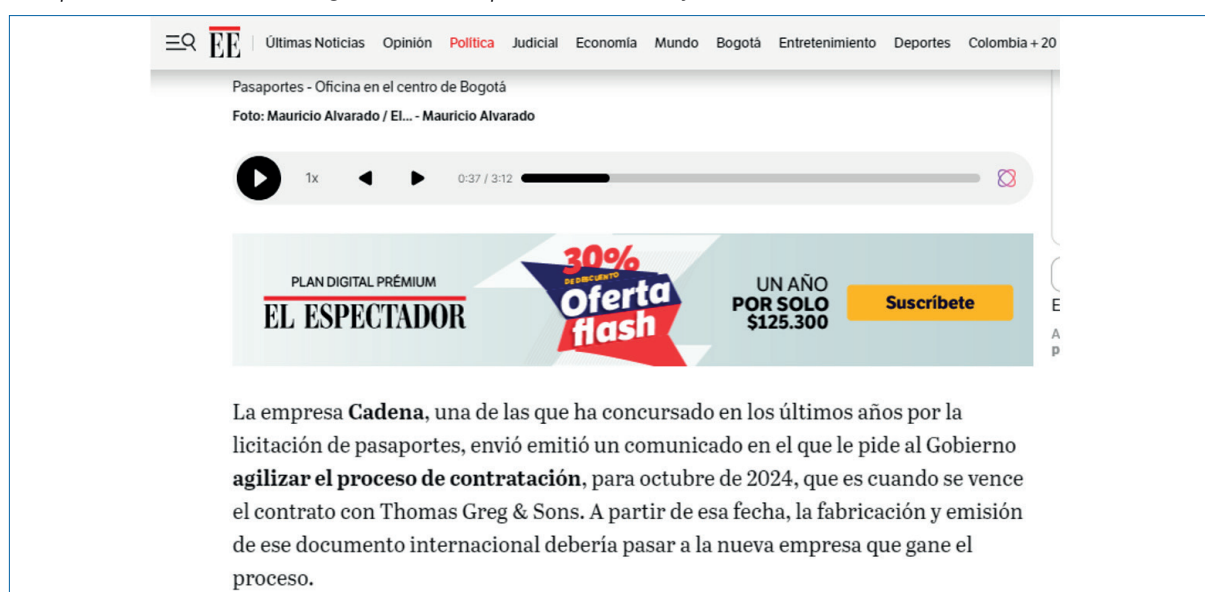 EE Últimas Noticias Opinión Política Judicial Economía Mundo Bogotá Entretenimiento Deportes Colombia + 20
Pasaportes - Oficina en el centro de Bogotá
Foto: Mauricio Alvarado / El... - Mauricio Alvarado
1x 0:37 / 3:12
PLAN DIGITAL PRÉMIUM
EL ESPECTADOR
30%
DE DESCUENTO
Oferta
flash
UN AÑO
POR SOLO
$125.300
Suscríbete
E
A
p
La empresa Cadena, una de las que ha concursado en los últimos años por la
licitación de pasaportes, envió emitió un comunicado en el que le pide al Gobierno
agilizar el proceso de contratación, para octubre de 2024, que es cuando se vence
el contrato con Thomas Greg & Sons. A partir de esa fecha, la fabricación y emisión
de ese documento internacional debería pasar a la nueva empresa que gane el
proceso.